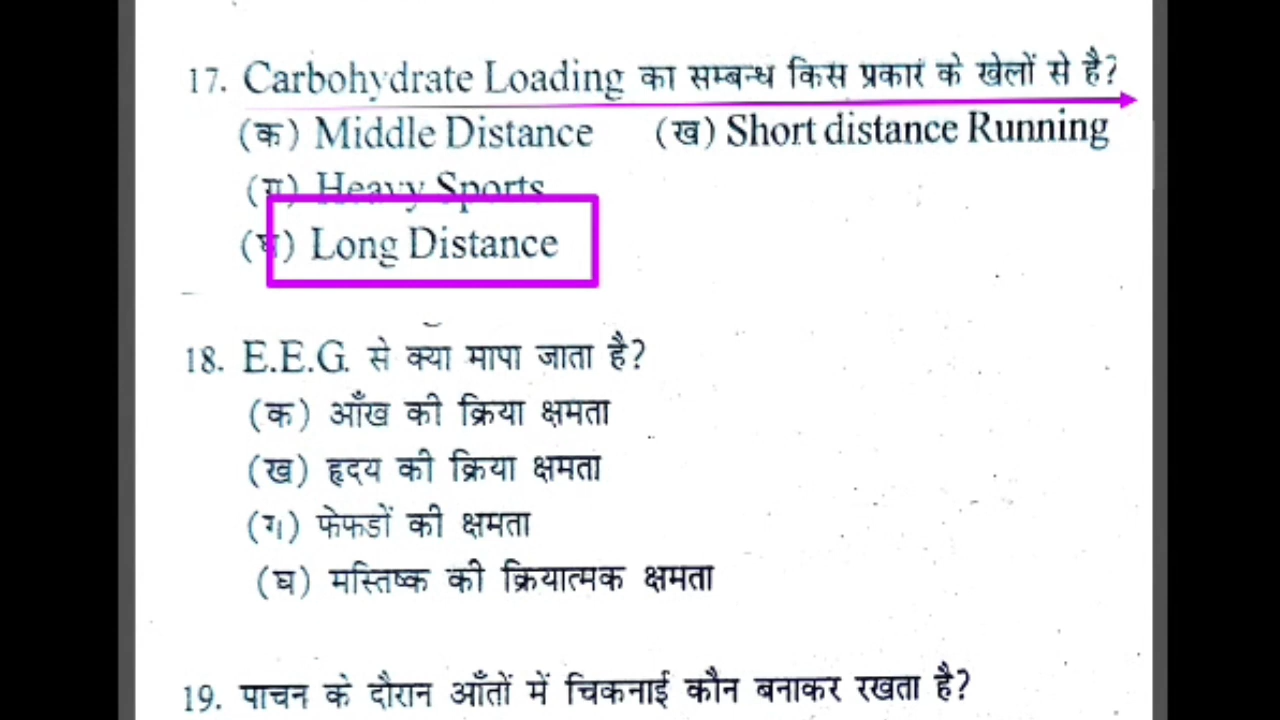 17. Carbohydrate Loading का सम्बन्ध किस प्रकार के खेलों से है?
(क) Middle Distance (ख) Short distance Running
(ग) Heavy Sports
(घ) Long Distance
18. E.E.G. से क्या मापा जाता है?
(क) आँख की क्रिया क्षमता
(ख) हृदय की क्रिया क्षमता
(ग) फेफडों की क्षमता
(घ) मस्तिष्क की क्रियात्मक क्षमता
19. पाचन के दौरान आँतों में चिकनाई कौन बनाकर रखता है?